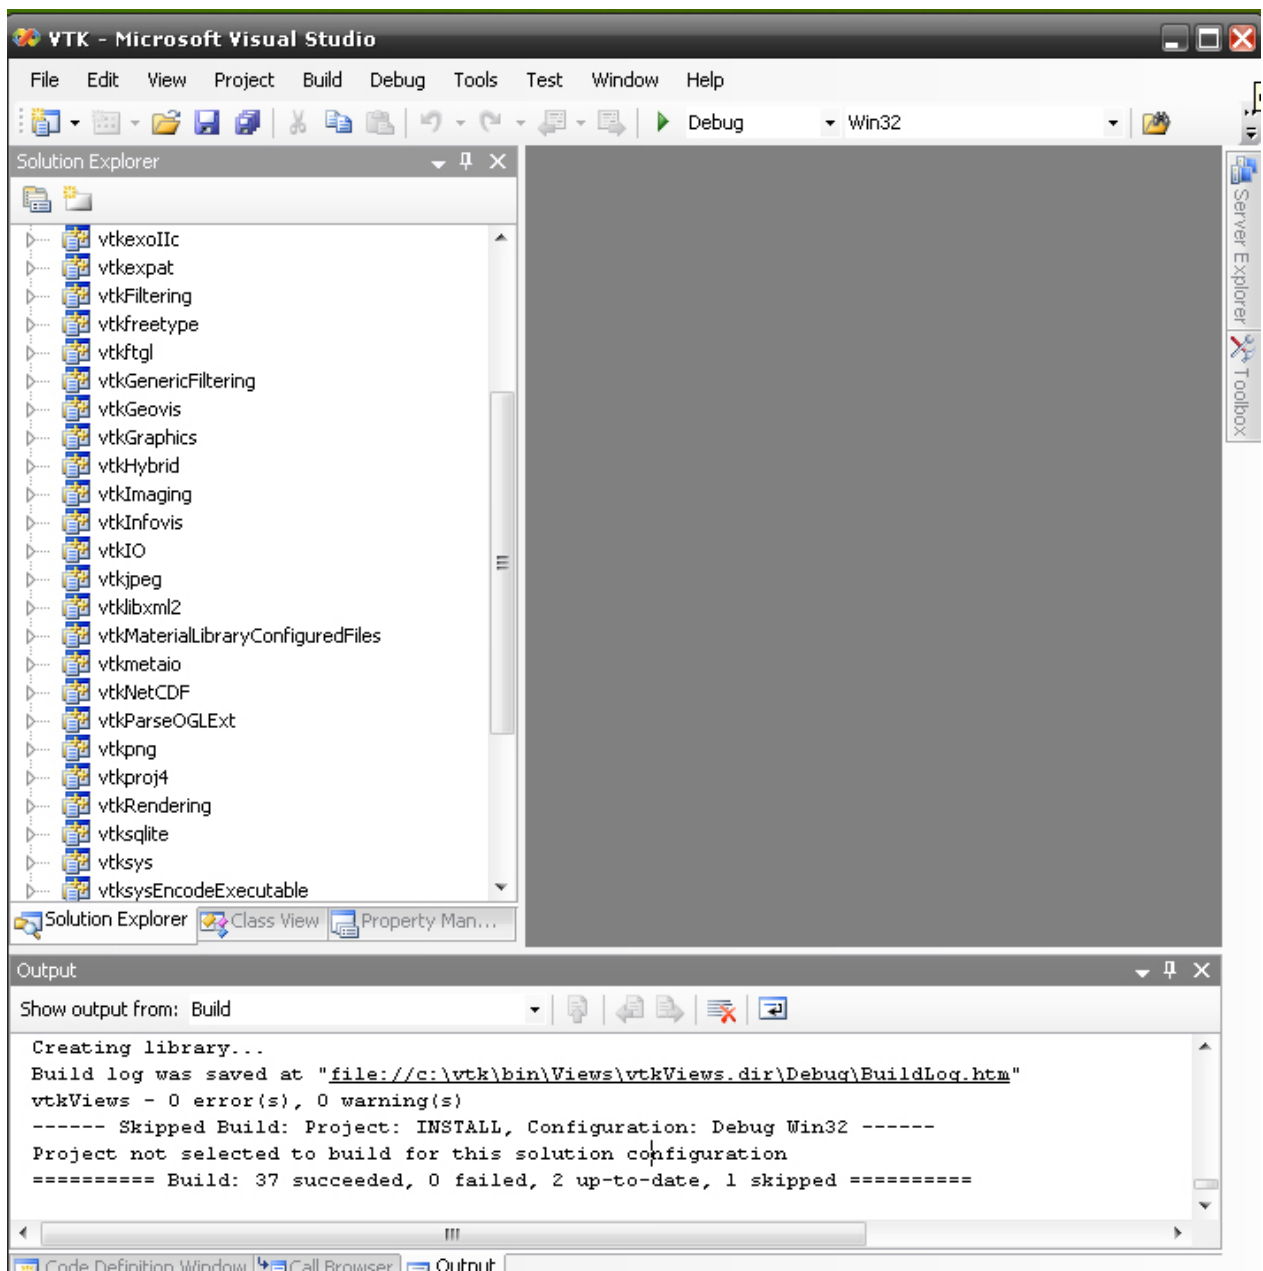 VTK - Microsoft Visual Studio
File Edit View Project Build Debug Tools Test Window Help
Debug Win32
Solution Explorer
vtkexoIIc
vtkexpat
vtkFiltering
vtkfreetype
vtkftgl
vtkGenericFiltering
vtkGeovis
vtkGraphics
vtkHybrid
vtkImaging
vtkInfovis
vtkIO
vtkjpeg
vtklibxml2
vtkMaterialLibraryConfiguredFiles
vtkmetaio
vtkNetCDF
vtkParseOGLExt
vtkpng
vtkproj4
vtkRendering
vtksqlite
vtksys
vtksysEncodeExecutable
Solution Explorer Class View Property Man...
Server Explorer
Toolbox
Output
Show output from: Build
Creating library...
Build log was saved at "file://c:\vtk\bin\Views\vtkViews.dir\Debug\BuildLog.htm"
vtkViews - 0 error(s), 0 warning(s)
------ Skipped Build: Project: INSTALL, Configuration: Debug Win32 ------
Project not selected to build for this solution configuration
========== Build: 37 succeeded, 0 failed, 2 up-to-date, 1 skipped ==========
Code Definition Window Call Browser Output